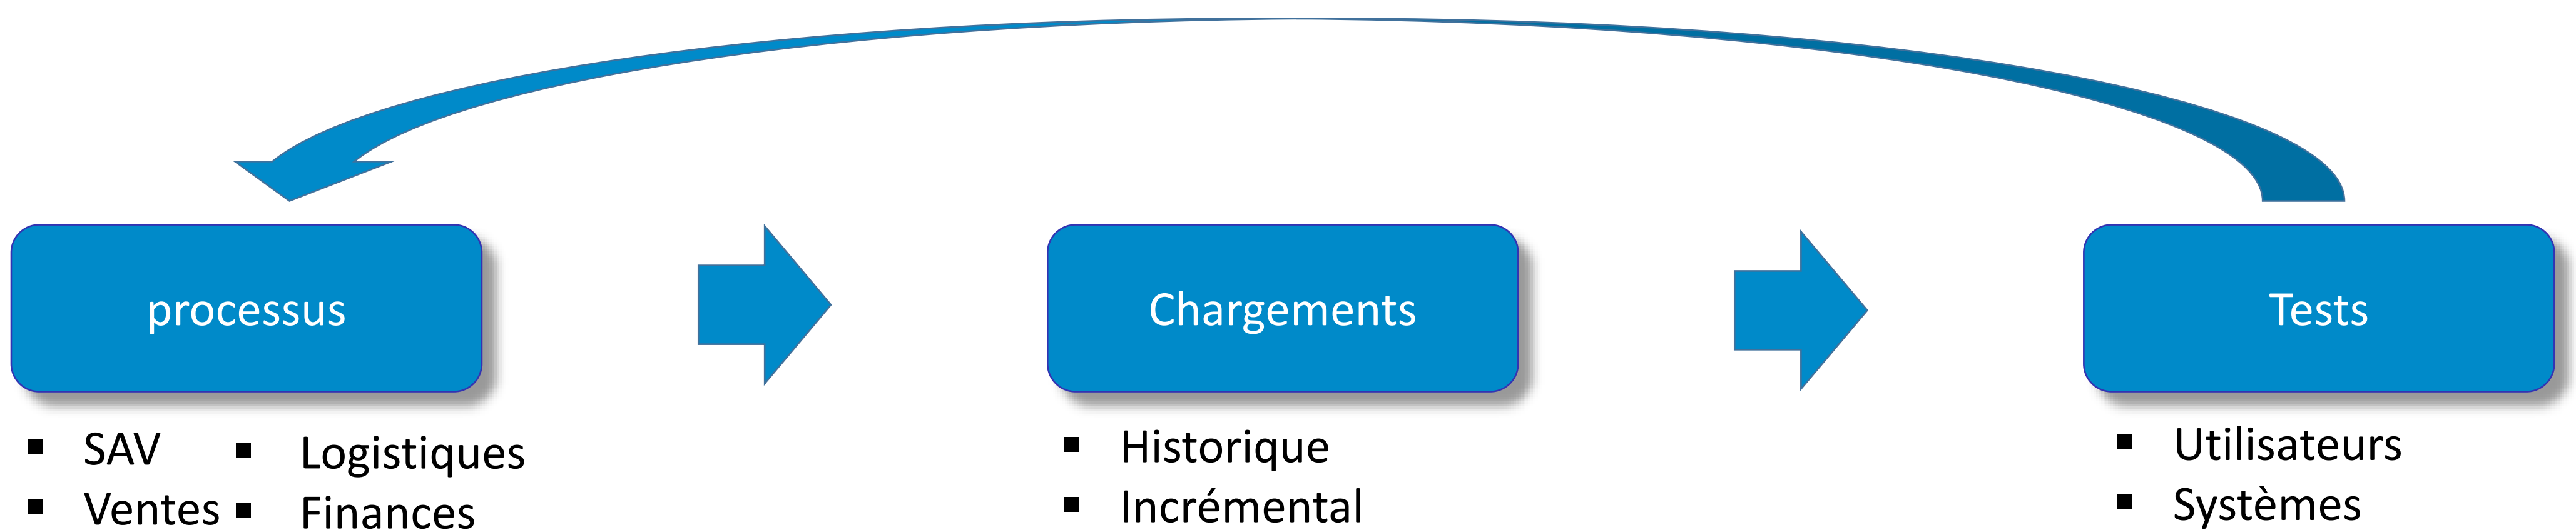 processus
Chargements
Tests
▪ SAV
▪ Ventes
▪ Logistiques
▪ Finances
▪ Historique
▪ Incrémental
▪ Utilisateurs
▪ Systèmes